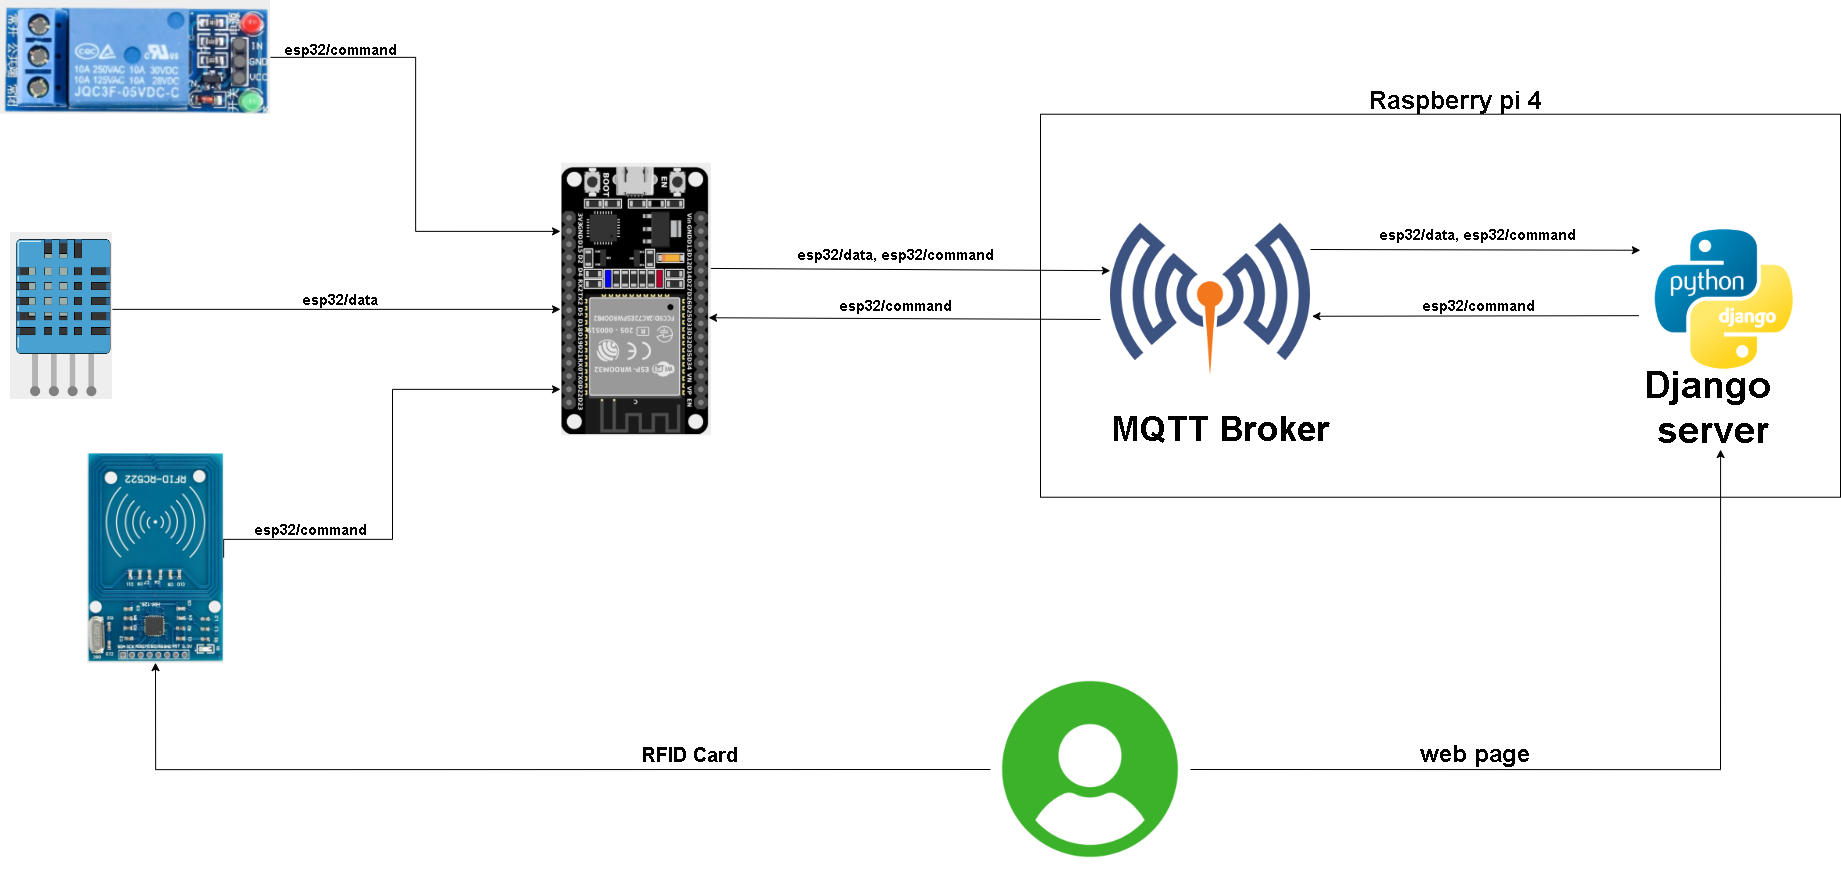 esp32/command
IN
GND
VCC
10A 250VAC 10A 30VDC
10A 125VAC 10A 28VDC
JQC3F-05VDC-C
Raspberry pi 4
BOOT
EN
esp32/data, esp32/command
esp32/data, esp32/command
esp32/data
esp32/command
esp32/command
python
django
ESP-WROOM32
Django
server
MQTT Broker
RFID-RC522
esp32/command
RFID Card
web page